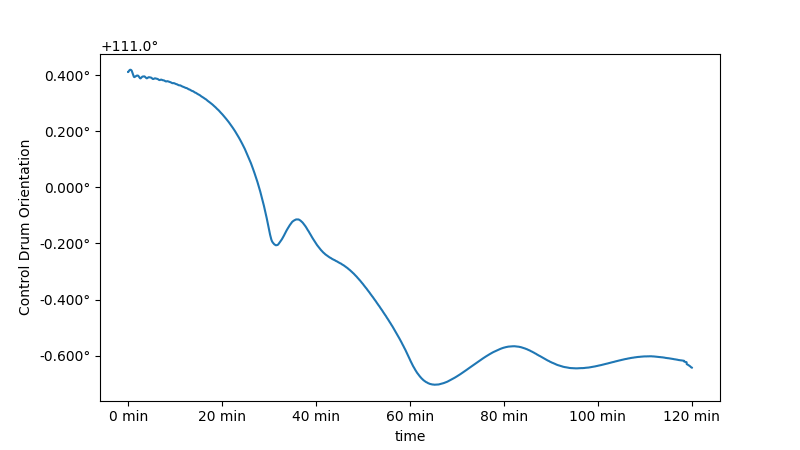 +111.0°
0.400°
0.200°
0.000°
-0.200°
-0.400°
-0.600°
Control Drum Orientation
0 min 20 min 40 min 60 min 80 min 100 min 120 min
time